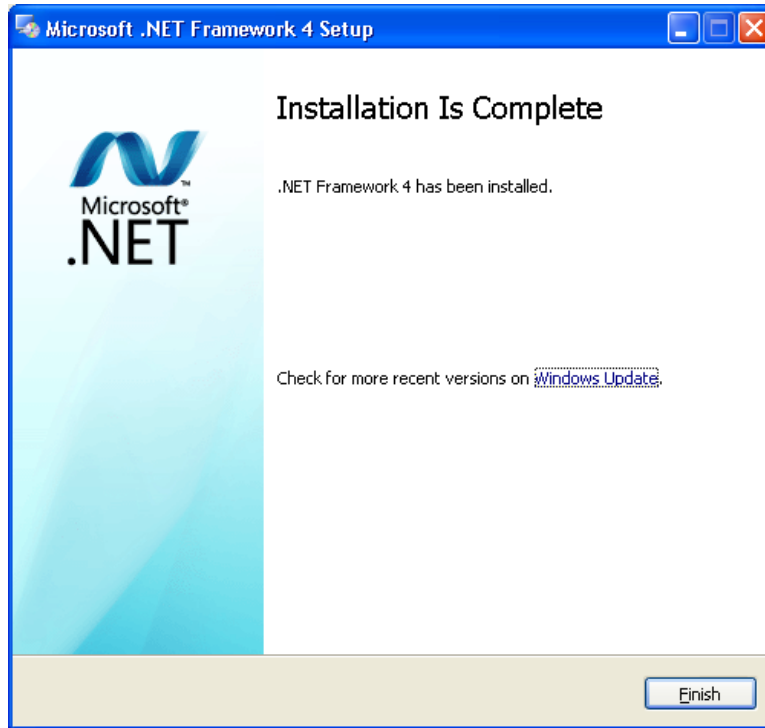 Microsoft .NET Framework 4 Setup
Installation Is Complete
.NET Framework 4 has been installed.
Microsoft®
.NET
™
Check for more recent versions on Windows Update.
Finish